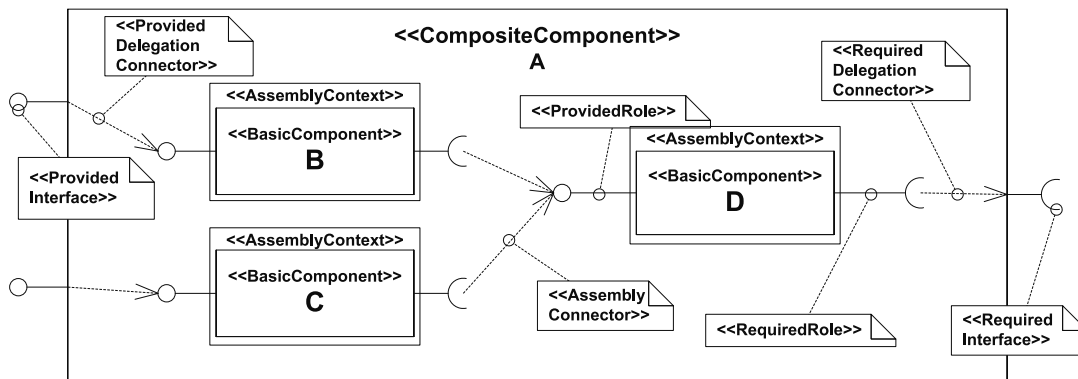 <<Provided
Delegation
Connector>>
<<CompositeComponent>>
A
<<Required
Delegation
Connector>>
<<AssemblyContext>>
<<BasicComponent>>
B
<<ProvidedRole>>
<<AssemblyContext>>
<<BasicComponent>>
D
<<Provided
Interface>>
<<AssemblyContext>>
<<BasicComponent>>
C
<<Assembly
Connector>>
<<RequiredRole>>
<<Required
Interface>>